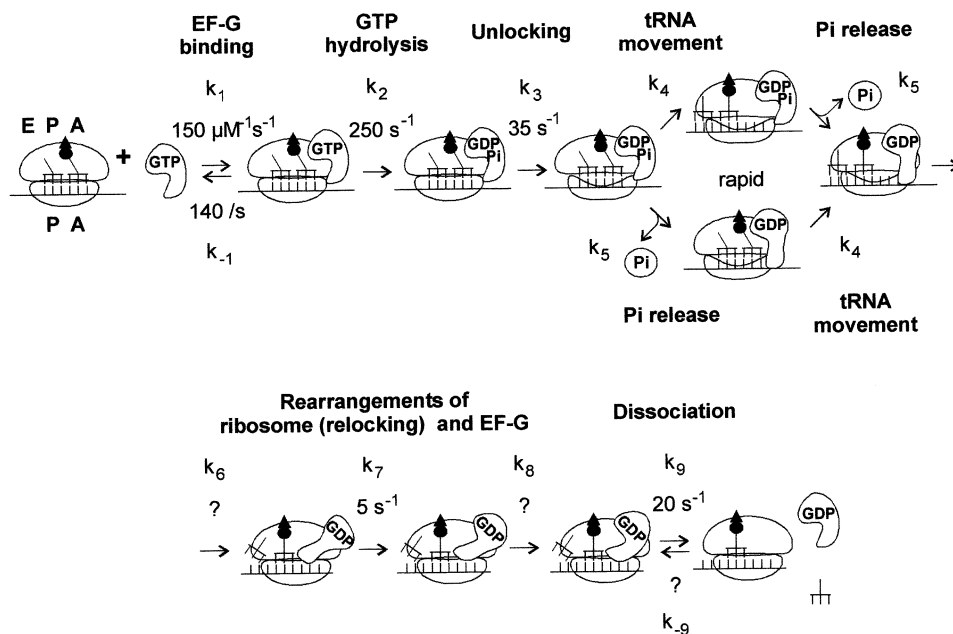 EF-G
binding
GTP
hydrolysis
Unlocking
tRNA
movement
Pi release
k1
k2
k3
k4
k5
150 µM-1s-1
250 s-1
35 s-1
E P A
+
GTP
GTP
GDP
Pi
GDP
Pi
GDP
Pi
Pi
GDP
rapid
140 /s
k-1
P A
k5
Pi
GDP
k4
Pi release
tRNA
movement
Rearrangements of
ribosome (relocking) and EF-G
Dissociation
k6
k7
k8
k9
?
5 s-1
?
20 s-1
GDP
GDP
GDP
GDP
?
k-9